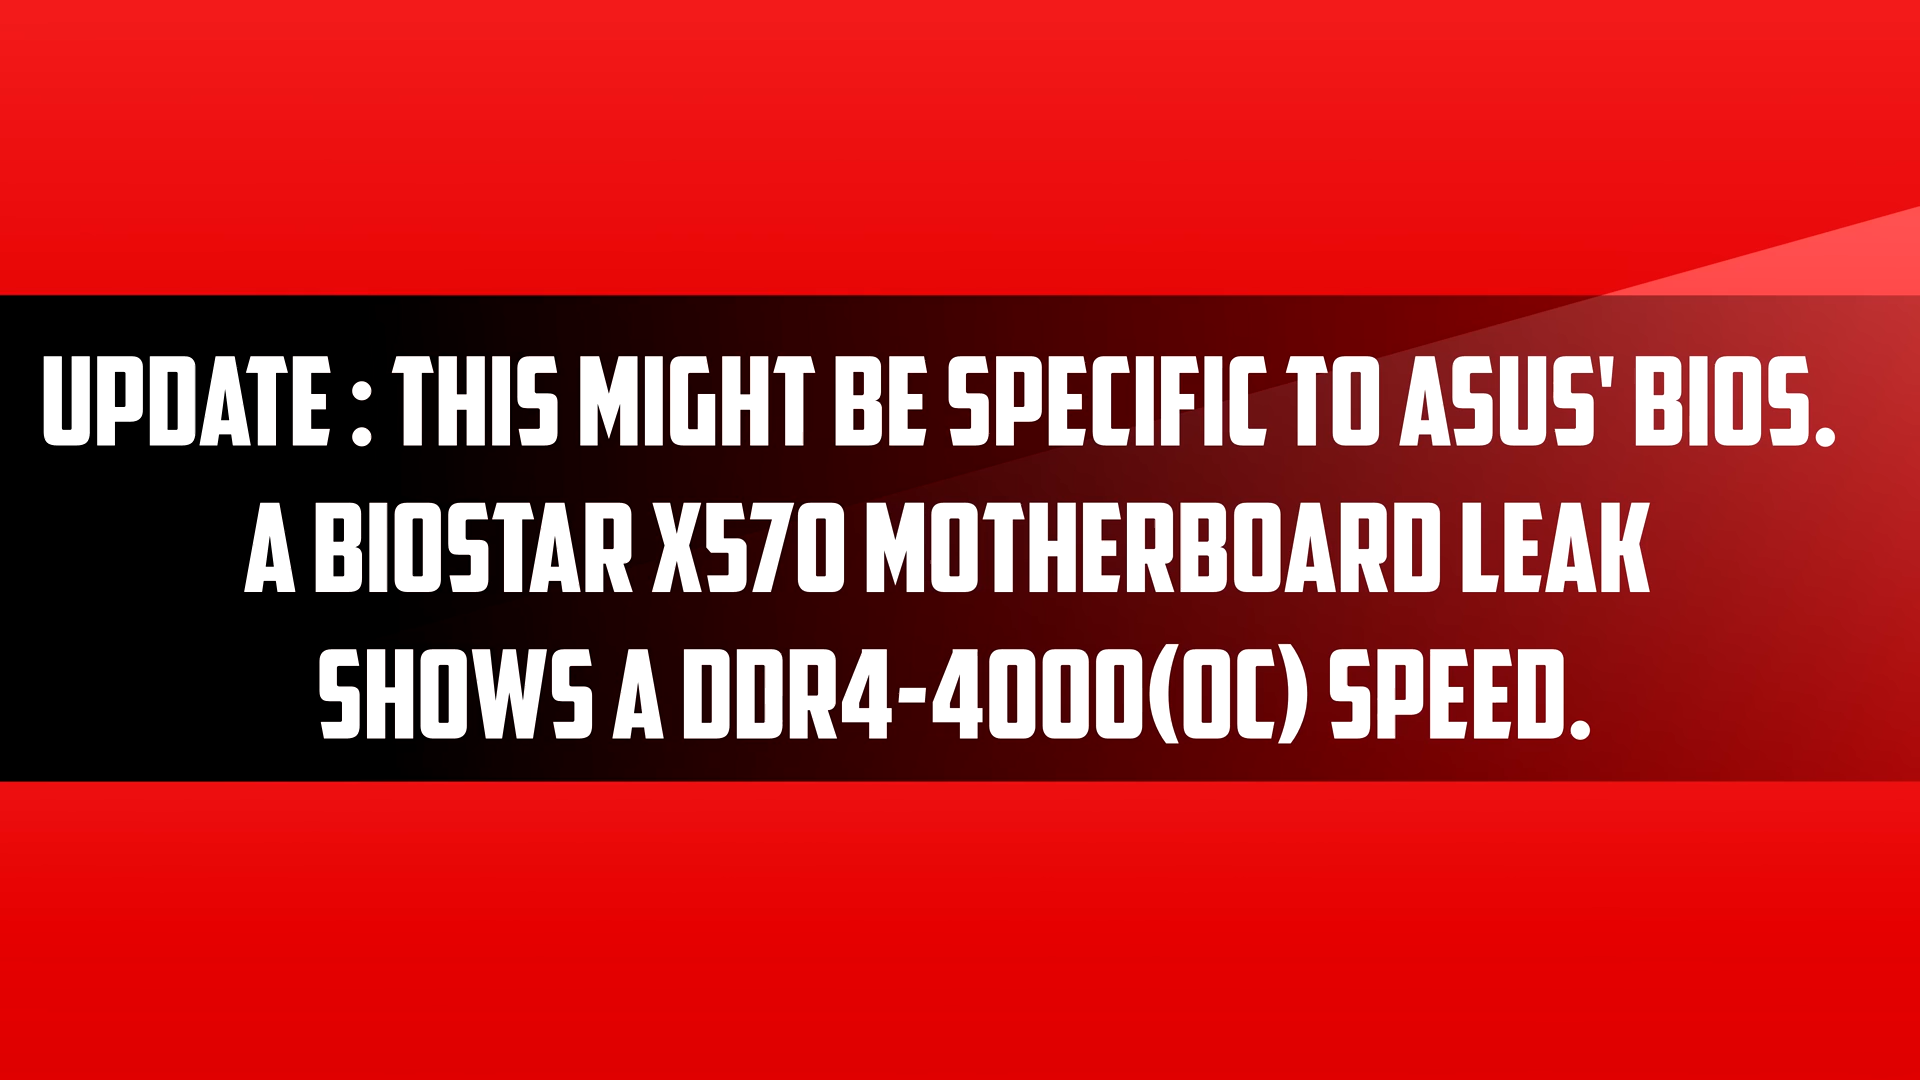 UPDATE : THIS MIGHT BE SPECIFIC TO ASUS' BIOS.
A BIOSTAR X570 MOTHERBOARD LEAK
SHOWS A DDR4-4000(OC) SPEED.